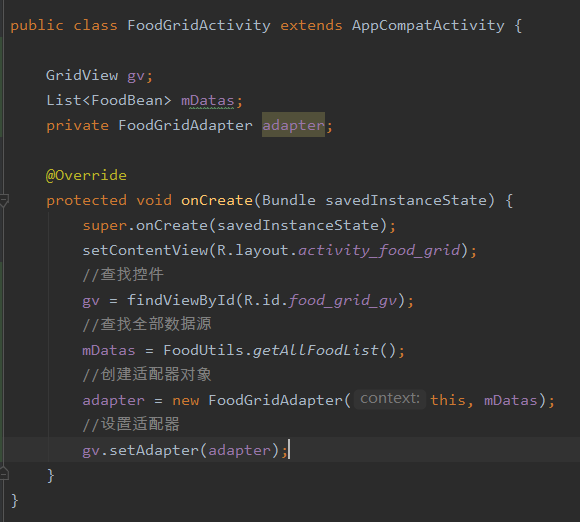 public class FoodGridActivity extends AppCompatActivity {
GridView gv;
List<FoodBean> mDatas;
private FoodGridAdapter adapter;
@Override
protected void onCreate(Bundle savedInstanceState) {
super.onCreate(savedInstanceState);
setContentView(R.layout.activity_food_grid);
//查找控件
gv = findViewById(R.id.food_grid_gv);
//查找全部数据源
mDatas = FoodUtils.getAllFoodList();
//创建适配器对象
adapter = new FoodGridAdapter( context: this, mDatas);
//设置适配器
gv.setAdapter(adapter);
}
}